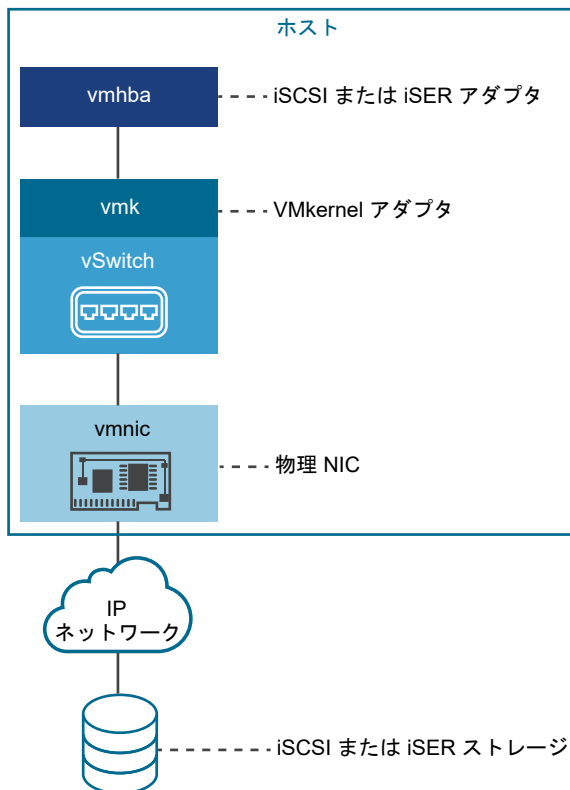 ホスト
vmhba
iSCSI または iSER アダプタ
vmk
VMkernel アダプタ
vSwitch
vmnic
物理 NIC
IP
ネットワーク
iSCSI または iSER ストレージ